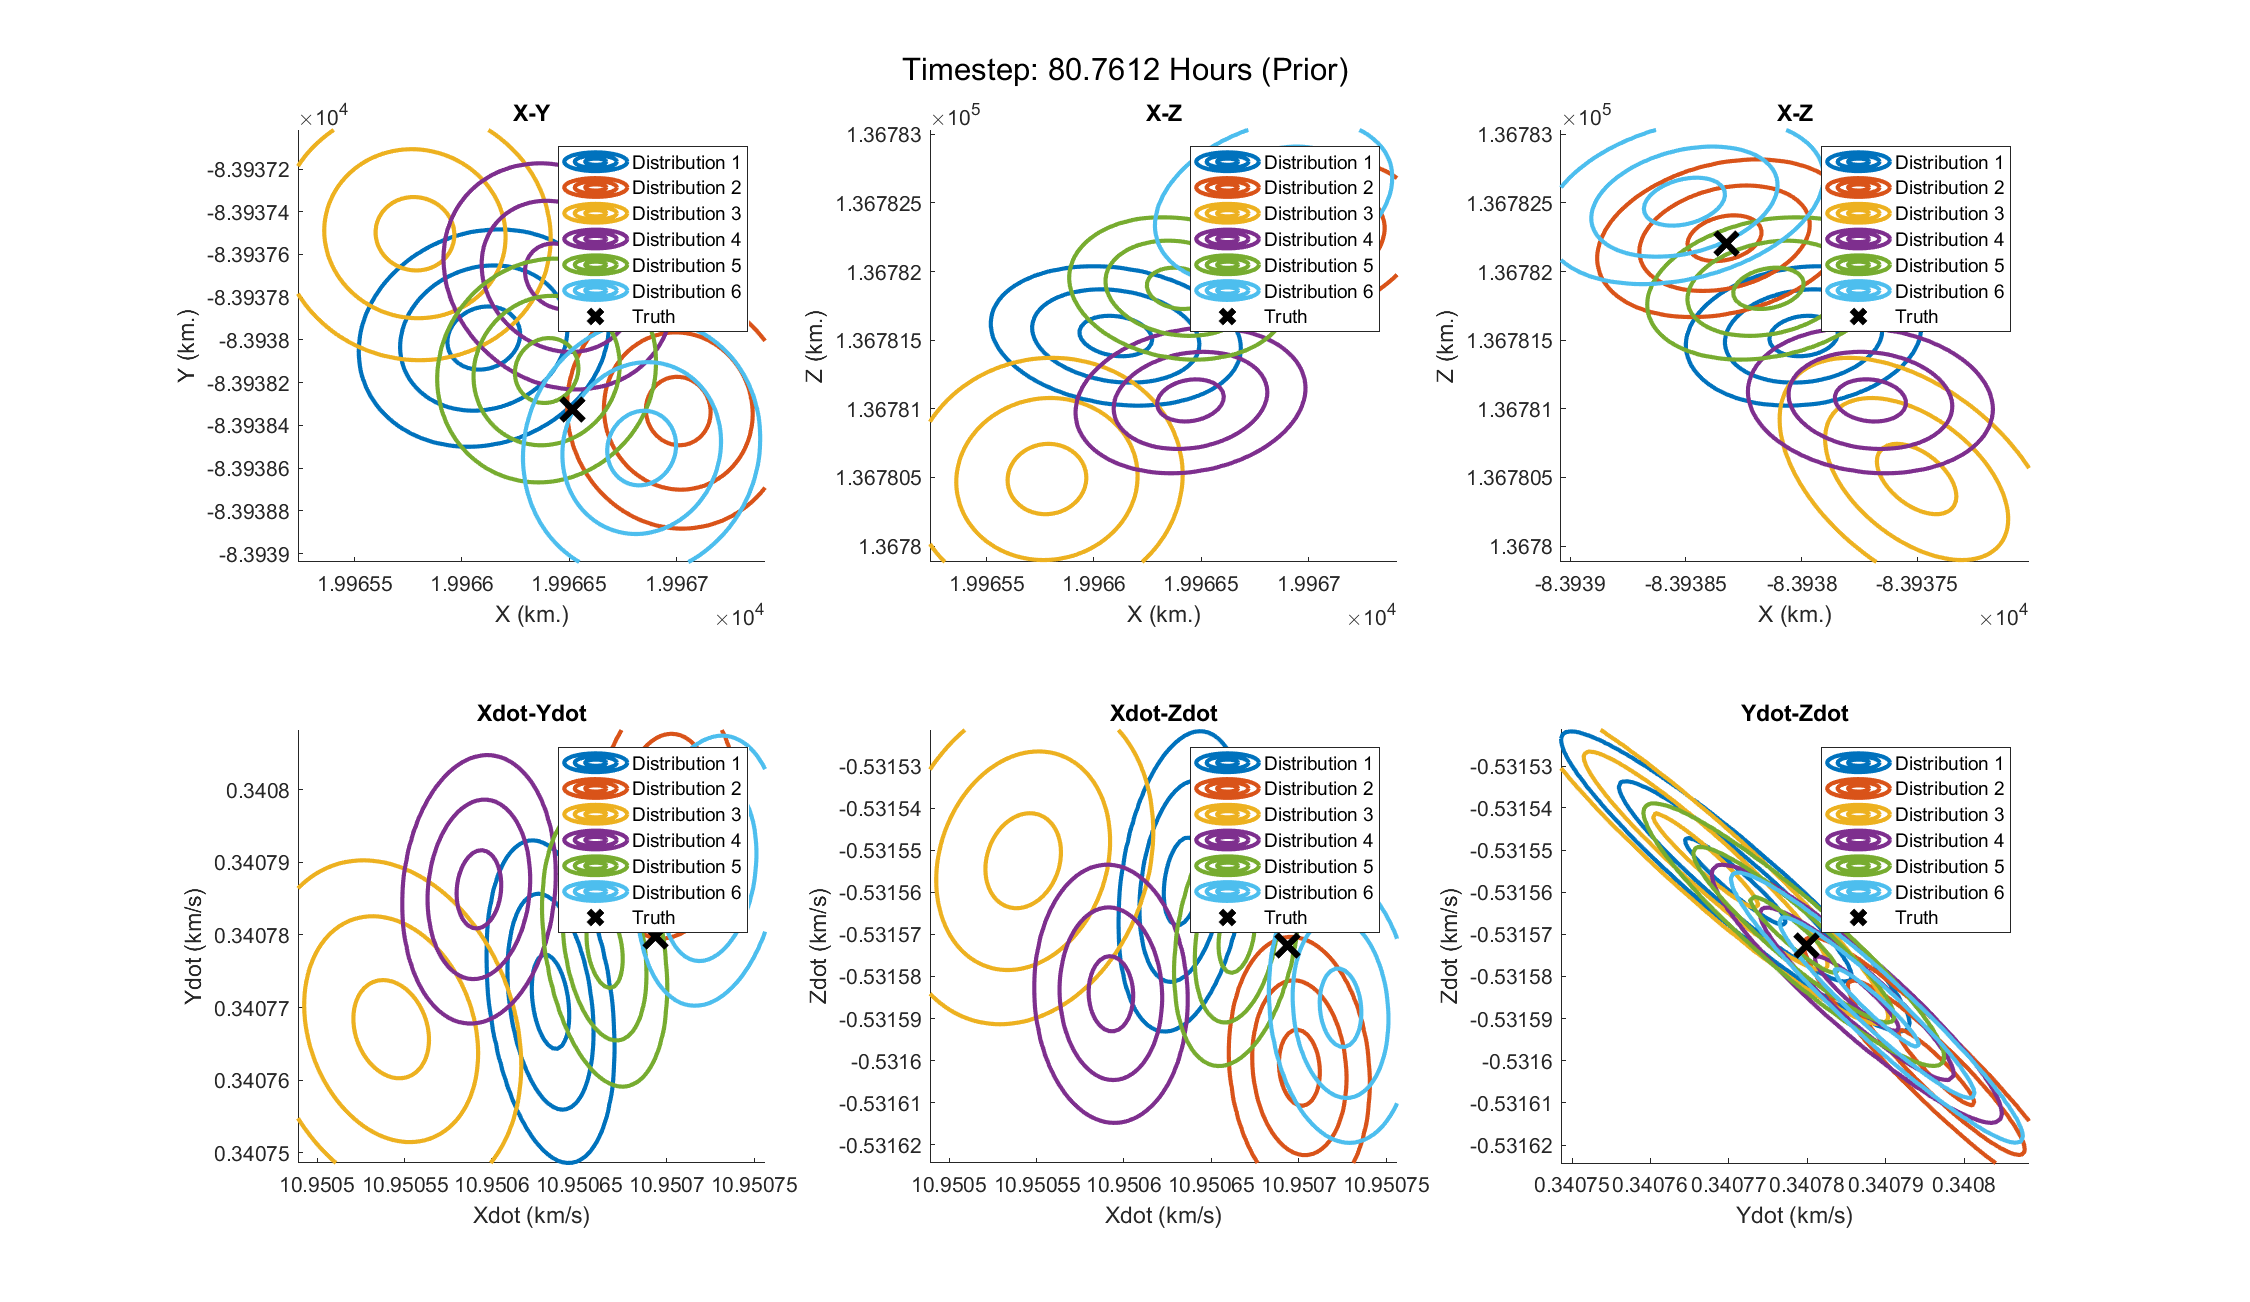 Timestep: 80.7612 Hours (Prior)
×10⁴
X-Y
-8.39372
-8.39374
-8.39376
-8.39378
-8.3938
-8.39382
-8.39384
-8.39386
-8.39388
-8.3939
Y (km.)
1.99655
1.9966
1.99665
1.9967
X (km.)
×10⁴
Distribution 1
Distribution 2
Distribution 3
Distribution 4
Distribution 5
Distribution 6
Truth
×10⁵
X-Z
1.36783
1.367825
1.36782
1.367815
1.36781
1.367805
1.3678
Z (km.)
1.99655
1.9966
1.99665
1.9967
X (km.)
×10⁴
Distribution 1
Distribution 2
Distribution 3
Distribution 4
Distribution 5
Distribution 6
Truth
×10⁵
X-Z
1.36783
1.367825
1.36782
1.367815
1.36781
1.367805
1.3678
Z (km.)
-8.3939
-8.39385
-8.3938
-8.39375
X (km.)
×10⁴
Distribution 1
Distribution 2
Distribution 3
Distribution 4
Distribution 5
Distribution 6
Truth
Xdot-Ydot
0.3408
0.34079
0.34078
0.34077
0.34076
0.34075
Ydot (km/s)
10.9505
10.95055
10.9506
10.95065
10.9507
10.95075
Xdot (km/s)
Distribution 1
Distribution 2
Distribution 3
Distribution 4
Distribution 5
Distribution 6
Truth
Xdot-Zdot
-0.53153
-0.53154
-0.53155
-0.53156
-0.53157
-0.53158
-0.53159
-0.5316
-0.53161
-0.53162
Zdot (km/s)
10.9505
10.95055
10.9506
10.95065
10.9507
10.95075
Xdot (km/s)
Distribution 1
Distribution 2
Distribution 3
Distribution 4
Distribution 5
Distribution 6
Truth
Ydot-Zdot
-0.53153
-0.53154
-0.53155
-0.53156
-0.53157
-0.53158
-0.53159
-0.5316
-0.53161
-0.53162
Zdot (km/s)
0.34075
0.34076
0.34077
0.34078
0.34079
0.3408
Ydot (km/s)
Distribution 1
Distribution 2
Distribution 3
Distribution 4
Distribution 5
Distribution 6
Truth